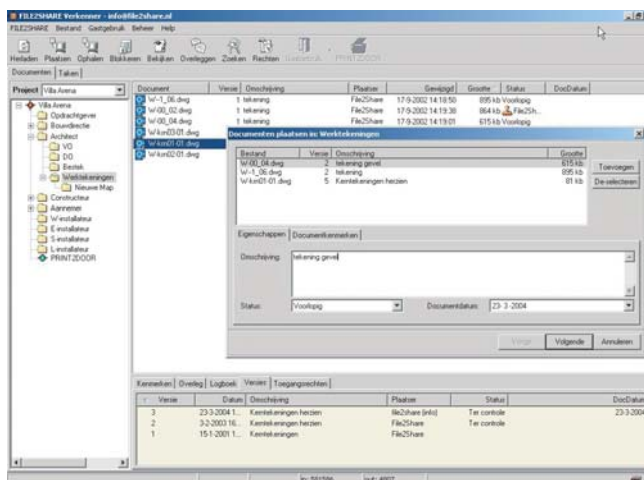 FILE2SHARE Verkenner - info@file2share.nl
FILE2SHARE Bestand Gastgebruik Beheer Help
Herladen Plaatsen Ophalen Blokkeren Bekijken Overleggen Zoeken Rechten Gastgebruik PRINT2DOOR
Documenten Taken
Project Villa Arena
Villa Arena
Opdrachtgever
Bouwdirectie
Architect
VO
DO
Bestek
Werktekeningen
Nieuwe Map
Constructeur
Aannemer
W-installateur
E-installateur
S-installateur
L-installateur
PRINT2DOOR
Document Versie Omschrijving Plaatser Gewijzigd Grootte Status DocDatum
W-1_06.dwg 1 tekening File2Share 17-9-2002 14:18:50 895 kb Voorlopig
W-00_02.dwg 1 tekening File2Share 17-9-2002 14:19:38 864 kb File2Sh...
W-00_04.dwg 1 tekening File2Share 17-9-2002 14:19:01 615 kb Voorlopig
W-km03-01.dwg
W-km01-01.dwg
W-km02-01.dwg
Documenten plaatsen in: Werktekeningen
Bestand Versie Omschrijving Grootte
W-00_04.dwg 2 tekening gevel 615 kb
W-1_06.dwg 2 tekening 895 kb
W-km01-01.dwg 5 Kerntekeningen herzien 81 kb
Toevoegen
De-selecteren
Eigenschappen Documentkenmerken
Omschrijving: tekening gevel
Status: Voorlopig Documentdatum: 23- 3 -2004
Vorige Volgende Annuleren
Kenmerken Overleg Logboek Versies Toegangsrechten
Versie Datum Omschrijving Plaatser Status DocDatum
3 23-3-2004 1... Kerntekeningen herzien file2share (info) Ter controle 23-3-2004
2 3-2-2003 16... Kerntekeningen herzien File2Share Ter controle
1 15-1-2001 1... Kerntekeningen File2Share